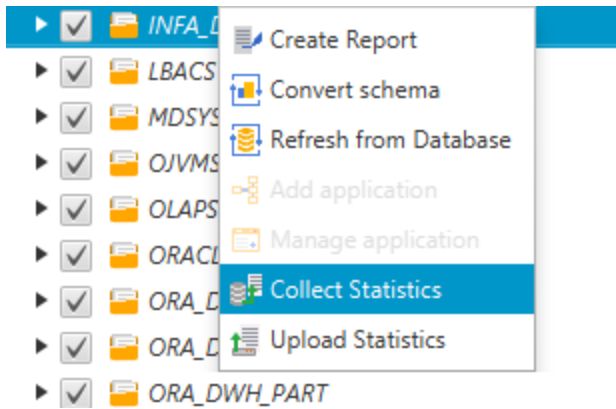 INFA_D
Create Report
LBACS
Convert schema
MDSYS
Refresh from Database
OJVMS
Add application
OLAPS
Manage application
ORACL
Collect Statistics
ORA_D
Upload Statistics
ORA_D
ORA_DWH_PART